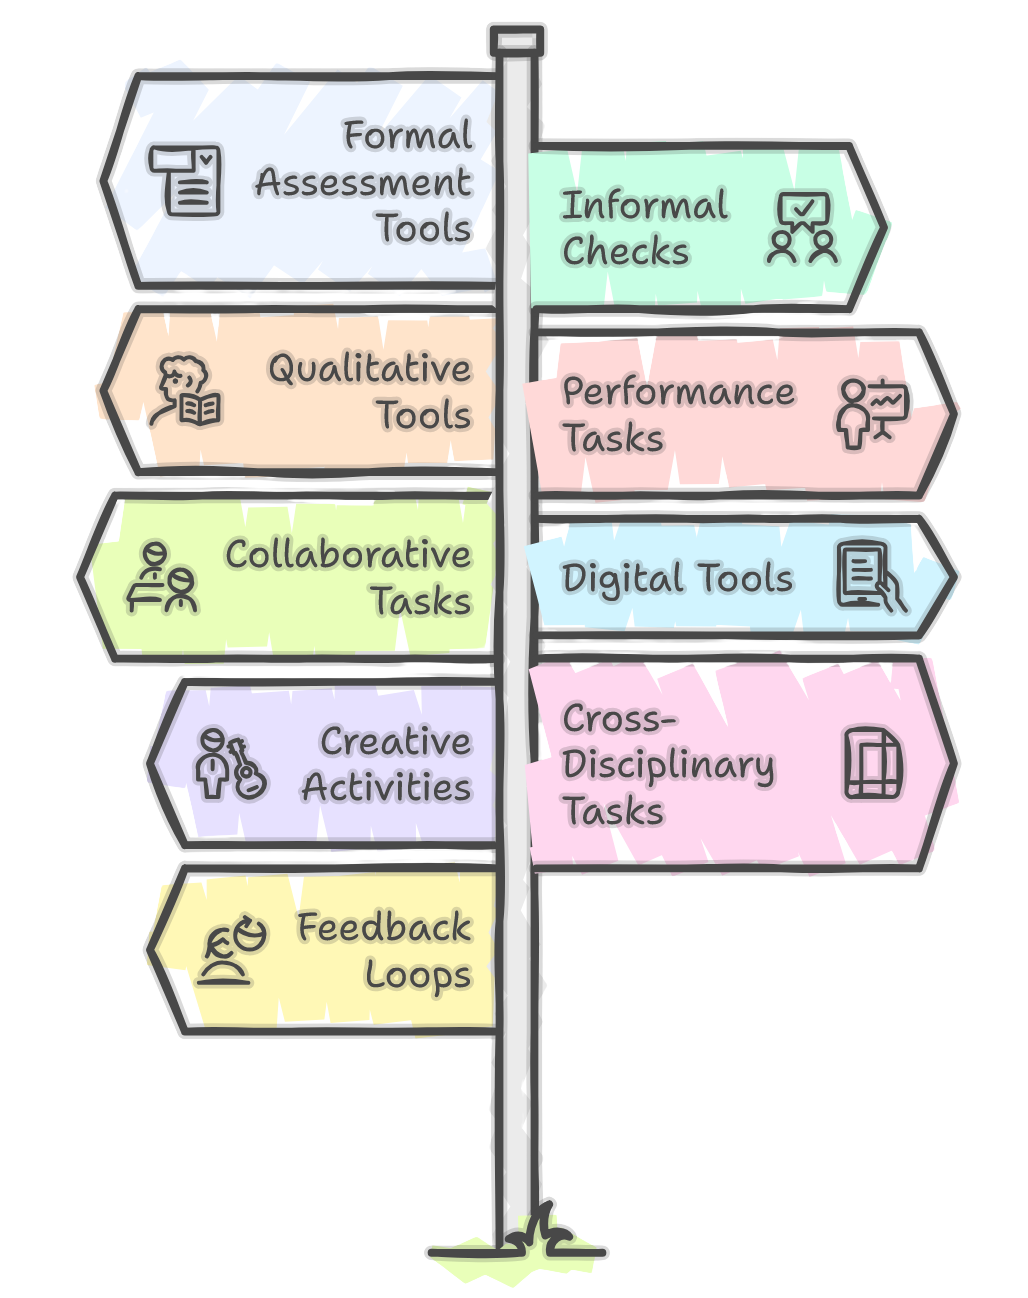 Formal
Assessment
Tools
Informal
Checks
Qualitative
Tools
Performance
Tasks
Collaborative
Tasks
Digital Tools
Creative
Activities
Cross-
Disciplinary
Tasks
Feedback
Loops